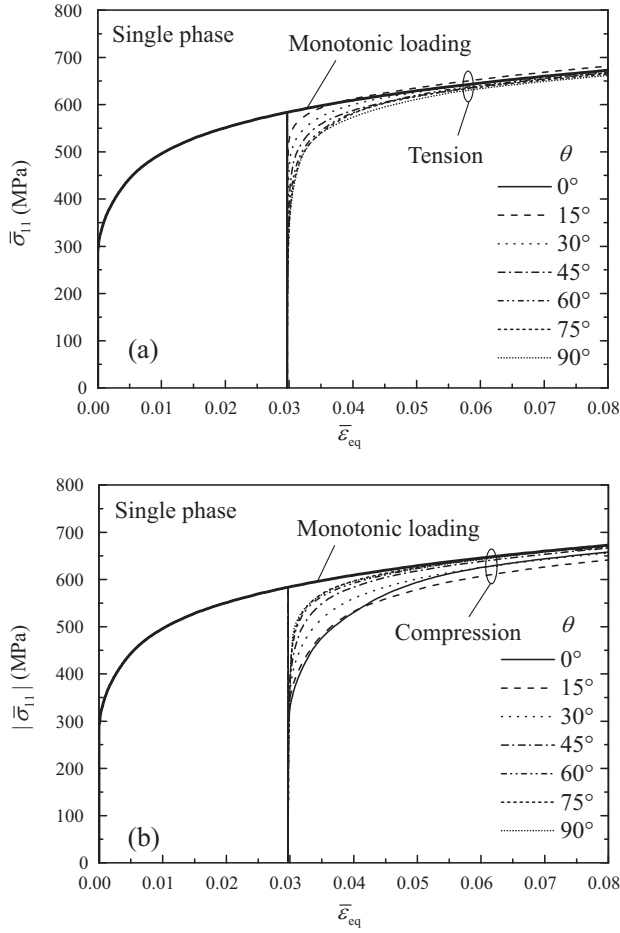 800
700
600
500
400
300
200
100
0
σ̄₁₁ (MPa)
Single phase
Monotonic loading
Tension
θ
0°
15°
30°
45°
60°
75°
90°
(a)
0.00 0.01 0.02 0.03 0.04 0.05 0.06 0.07 0.08
ε̄eq
800
700
600
500
400
300
200
100
0
|σ̄₁₁| (MPa)
Single phase
Monotonic loading
Compression
θ
0°
15°
30°
45°
60°
75°
90°
(b)
0.00 0.01 0.02 0.03 0.04 0.05 0.06 0.07 0.08
ε̄eq